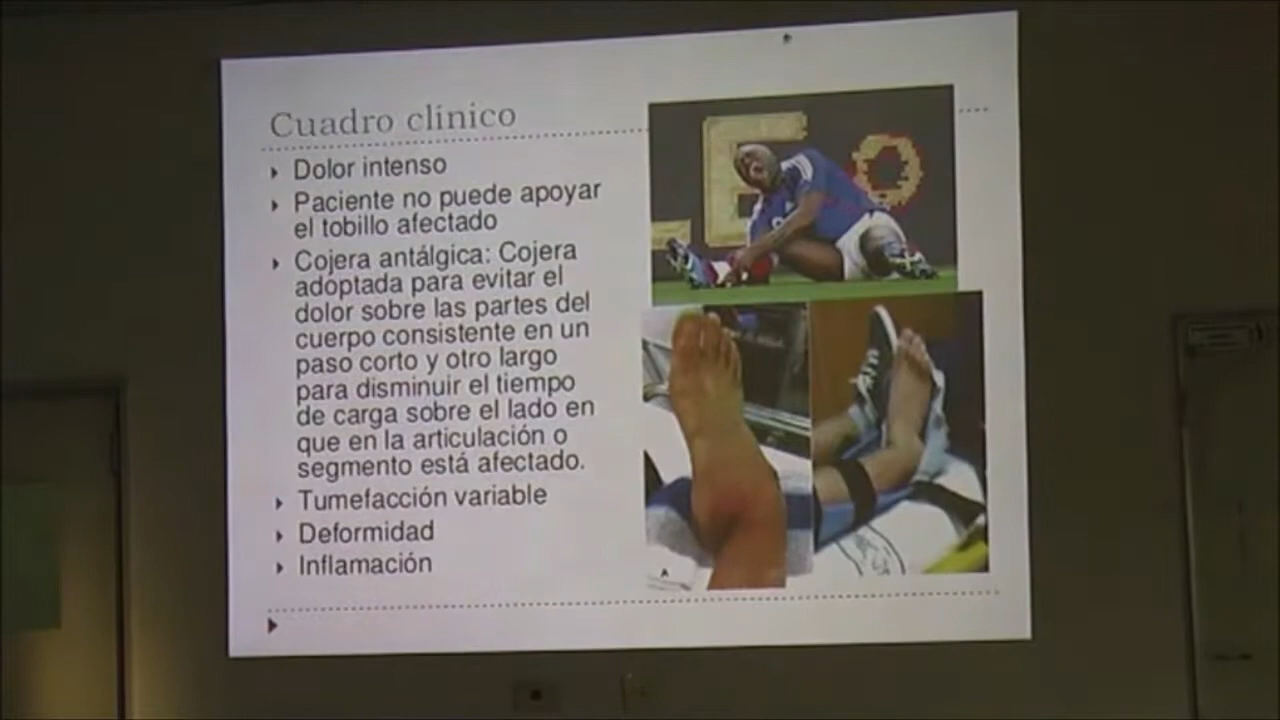 Cuadro clínico
Dolor intenso
Paciente no puede apoyar
el tobillo afectado
Cojera antálgica: Cojera
adoptada para evitar el
dolor sobre las partes del
cuerpo consistente en un
paso corto y otro largo
para disminuir el tiempo
de carga sobre el lado en
que en la articulación o
segmento está afectado.
Tumefacción variable
Deformidad
Inflamación
A